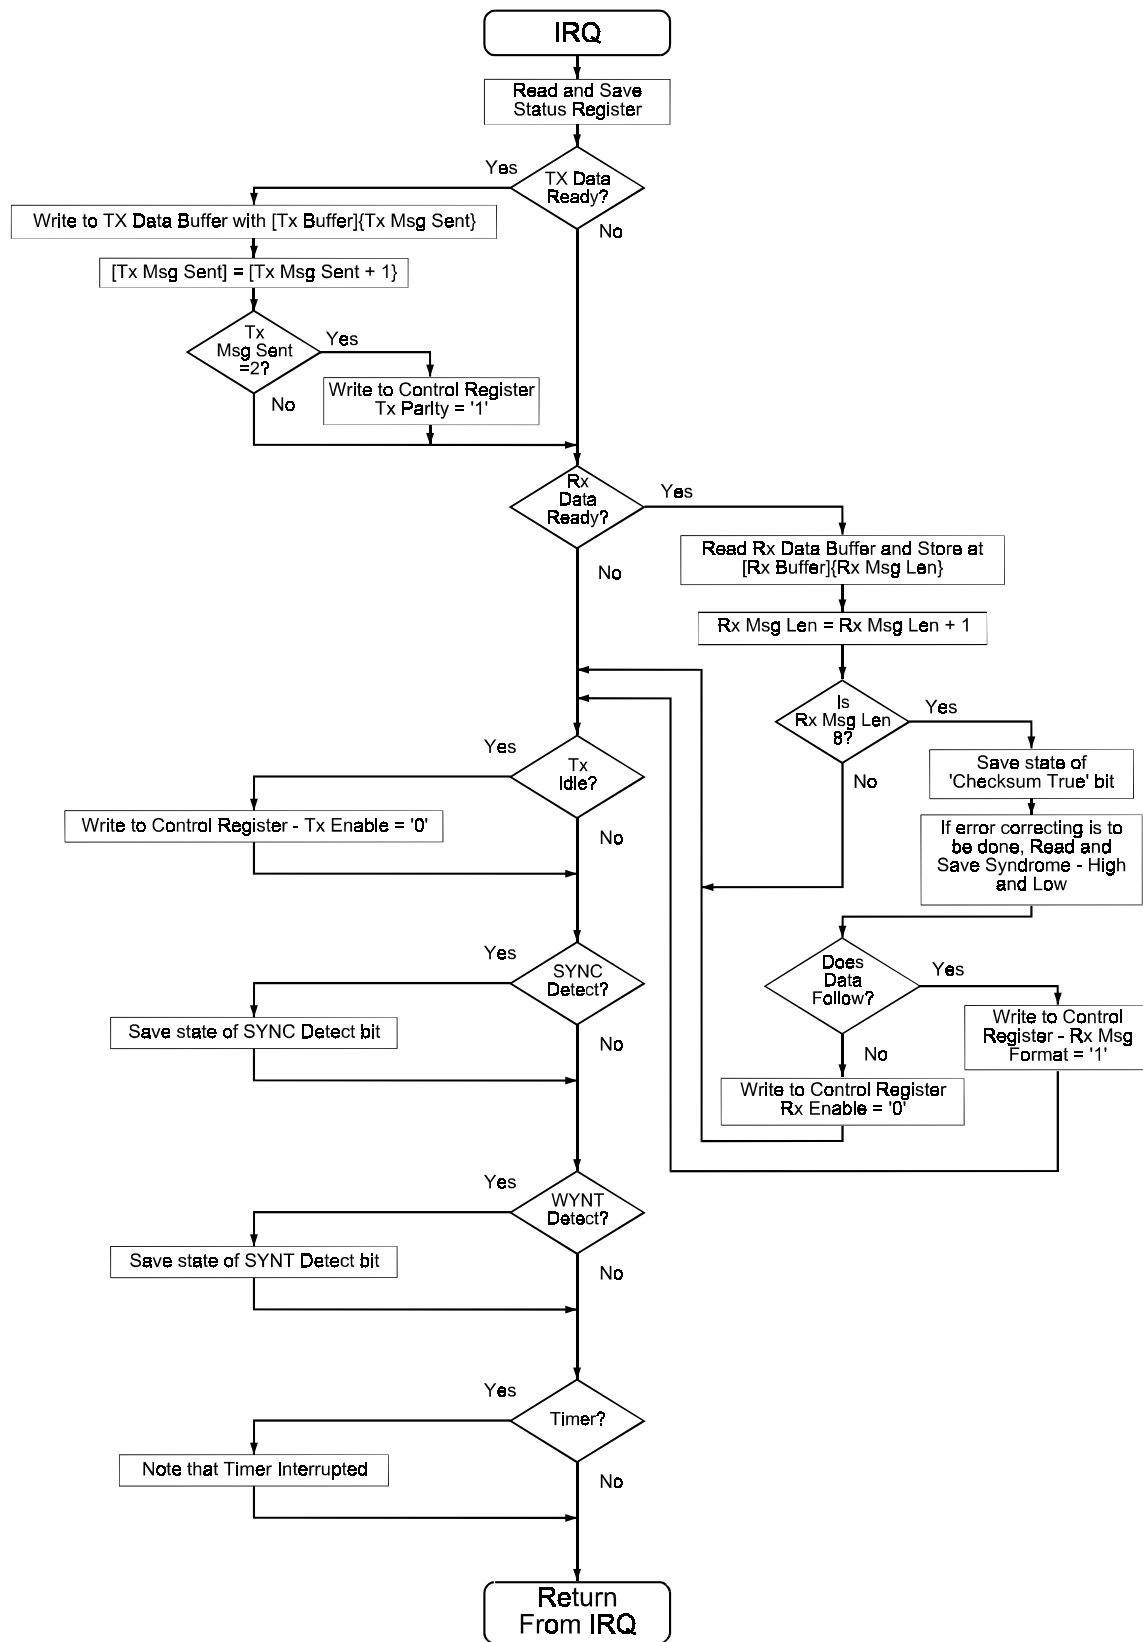 IRQ
Read and Save
Status Register
Yes
TX Data
Ready?
No
Write to TX Data Buffer with [Tx Buffer]{Tx Msg Sent}
[Tx Msg Sent] = [Tx Msg Sent + 1}
Tx
Msg Sent
=2?
Yes
No
Write to Control Register
Tx Parlty = '1'
Rx
Data
Ready?
Yes
No
Read Rx Data Buffer and Store at
[Rx Buffer]{Rx Msg Len}
Rx Msg Len = Rx Msg Len + 1
Is
Rx Msg Len
8?
Yes
No
Save state of
'Checksum True' bit
If error correcting is to
be done, Read and
Save Syndrome - High
and Low
Does
Data
Follow?
Yes
No
Write to Control
Register - Rx Msg
Format = '1'
Write to Control Register
Rx Enable = '0'
Yes
Tx
Idle?
No
Write to Control Register - Tx Enable = '0'
Yes
SYNC
Detect?
No
Save state of SYNC Detect bit
Yes
WYNT
Detect?
No
Save state of SYNT Detect bit
Yes
Timer?
No
Note that Timer Interrupted
Return
From IRQ